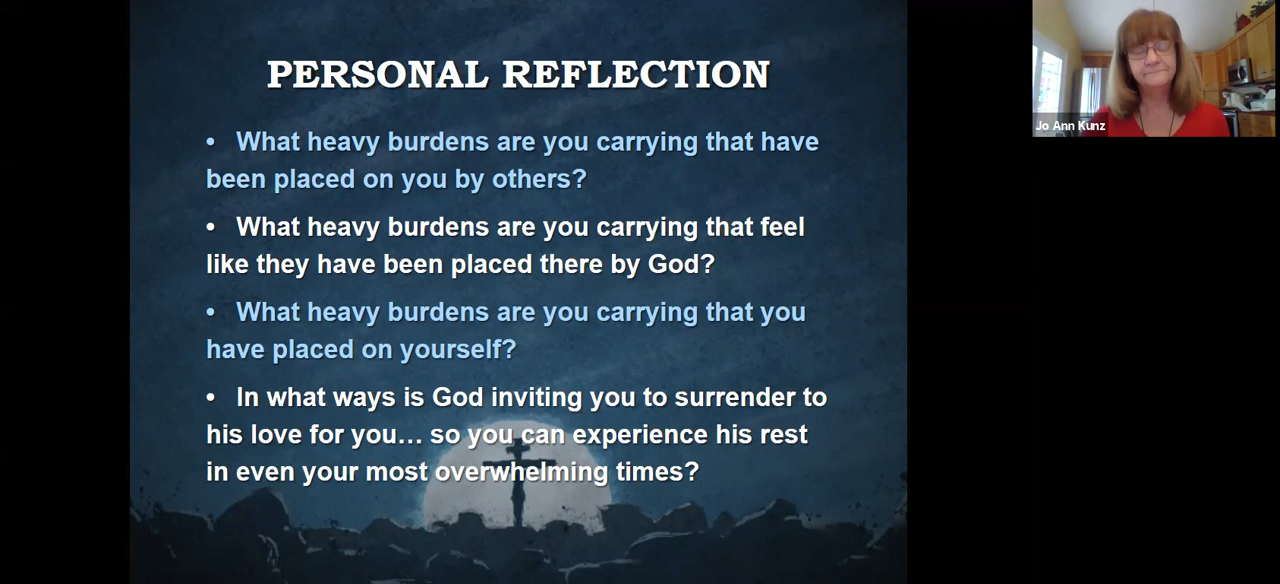 PERSONAL REFLECTION
• What heavy burdens are you carrying that have
been placed on you by others?
• What heavy burdens are you carrying that feel
like they have been placed there by God?
• What heavy burdens are you carrying that you
have placed on yourself?
• In what ways is God inviting you to surrender to
his love for you… so you can experience his rest
in even your most overwhelming times?
Jo Ann Kunz